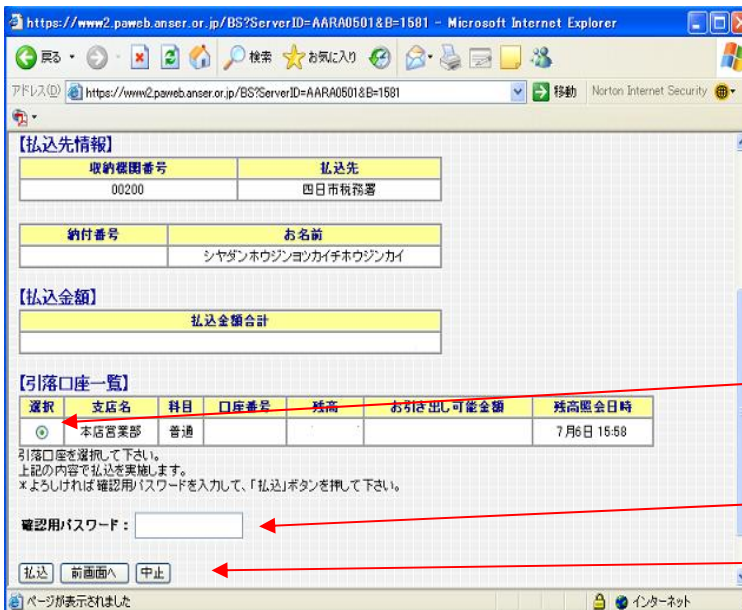 https://www2.paweb.anser.or.jp/BS?ServerID=AARA0501&B=1581 - Microsoft Internet Explorer
戻る 検索 お気に入り
アドレス(D) https://www2.paweb.anser.or.jp/BS?ServerID=AARA0501&B=1581 移動 Norton Internet Security
【払込先情報】
収納機関番号 払込先
00200 四日市税務署
納付番号 お名前
シヤダンホウジンヨツカイチホウジンカイ
【払込金額】
払込金額合計
【引落口座一覧】
選択 支店名 科目 口座番号 残高 お引き出し可能金額 残高照会日時
本店営業部 普通 7月6日 15:58
引落口座を選択して下さい。
上記の内容で払込を実施します。
*よろしければ確認用パスワードを入力して、「払込」ボタンを押して下さい。
確認用パスワード:
払込 前画面へ 中止
ページが表示されました インターネット